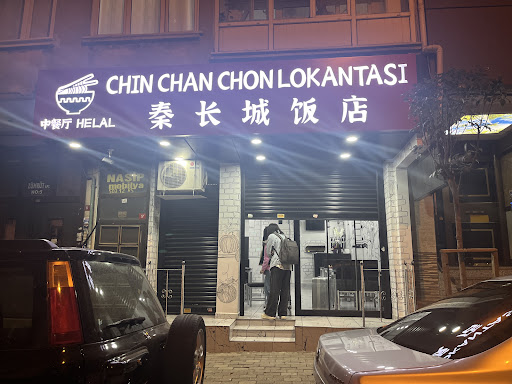 CHIN CHAN CHON LOKANTASI
中餐厅 HELAL 秦长城饭店
NASİP
mobilya